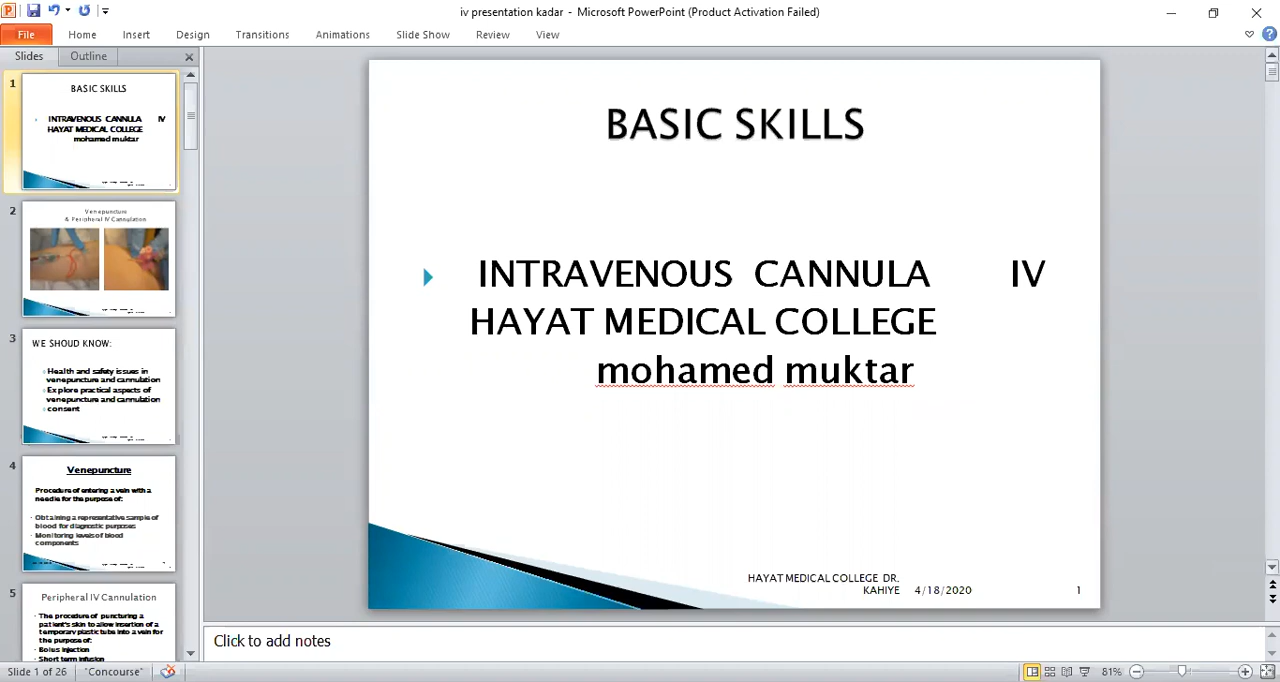 iv presentation kadar - Microsoft PowerPoint (Product Activation Failed)
File Home Insert Design Transitions Animations Slide Show Review View
Slides Outline
1
BASIC SKILLS
INTRAVENOUS CANNULA IV
HAYAT MEDICAL COLLEGE
mohamed muktar
2
Venepuncture
& Peripheral IV Cannulation
3
WE SHOUD KNOW:
Health and safety issues in
venepuncture and cannulation
Explore practical aspects of
venepuncture and cannulation
consent
4
Venepuncture
Procedure of entering a vein with a
needle for the purpose of:
Obtaining a representative sample of
blood for diagnostic purposes
Monitoring levels of blood
components
5
Peripheral IV Cannulation
The procedure of puncturing a
patient's skin to allow insertion of a
temporary plastic tube into a vein for
the purpose of:
Bolus injection
Short term infusion
BASIC SKILLS
INTRAVENOUS CANNULA IV
HAYAT MEDICAL COLLEGE
mohamed muktar
HAYAT MEDICAL COLLEGE DR.
KAHIYE 4/18/2020 1
Click to add notes
Slide 1 of 26 "Concourse" 81%